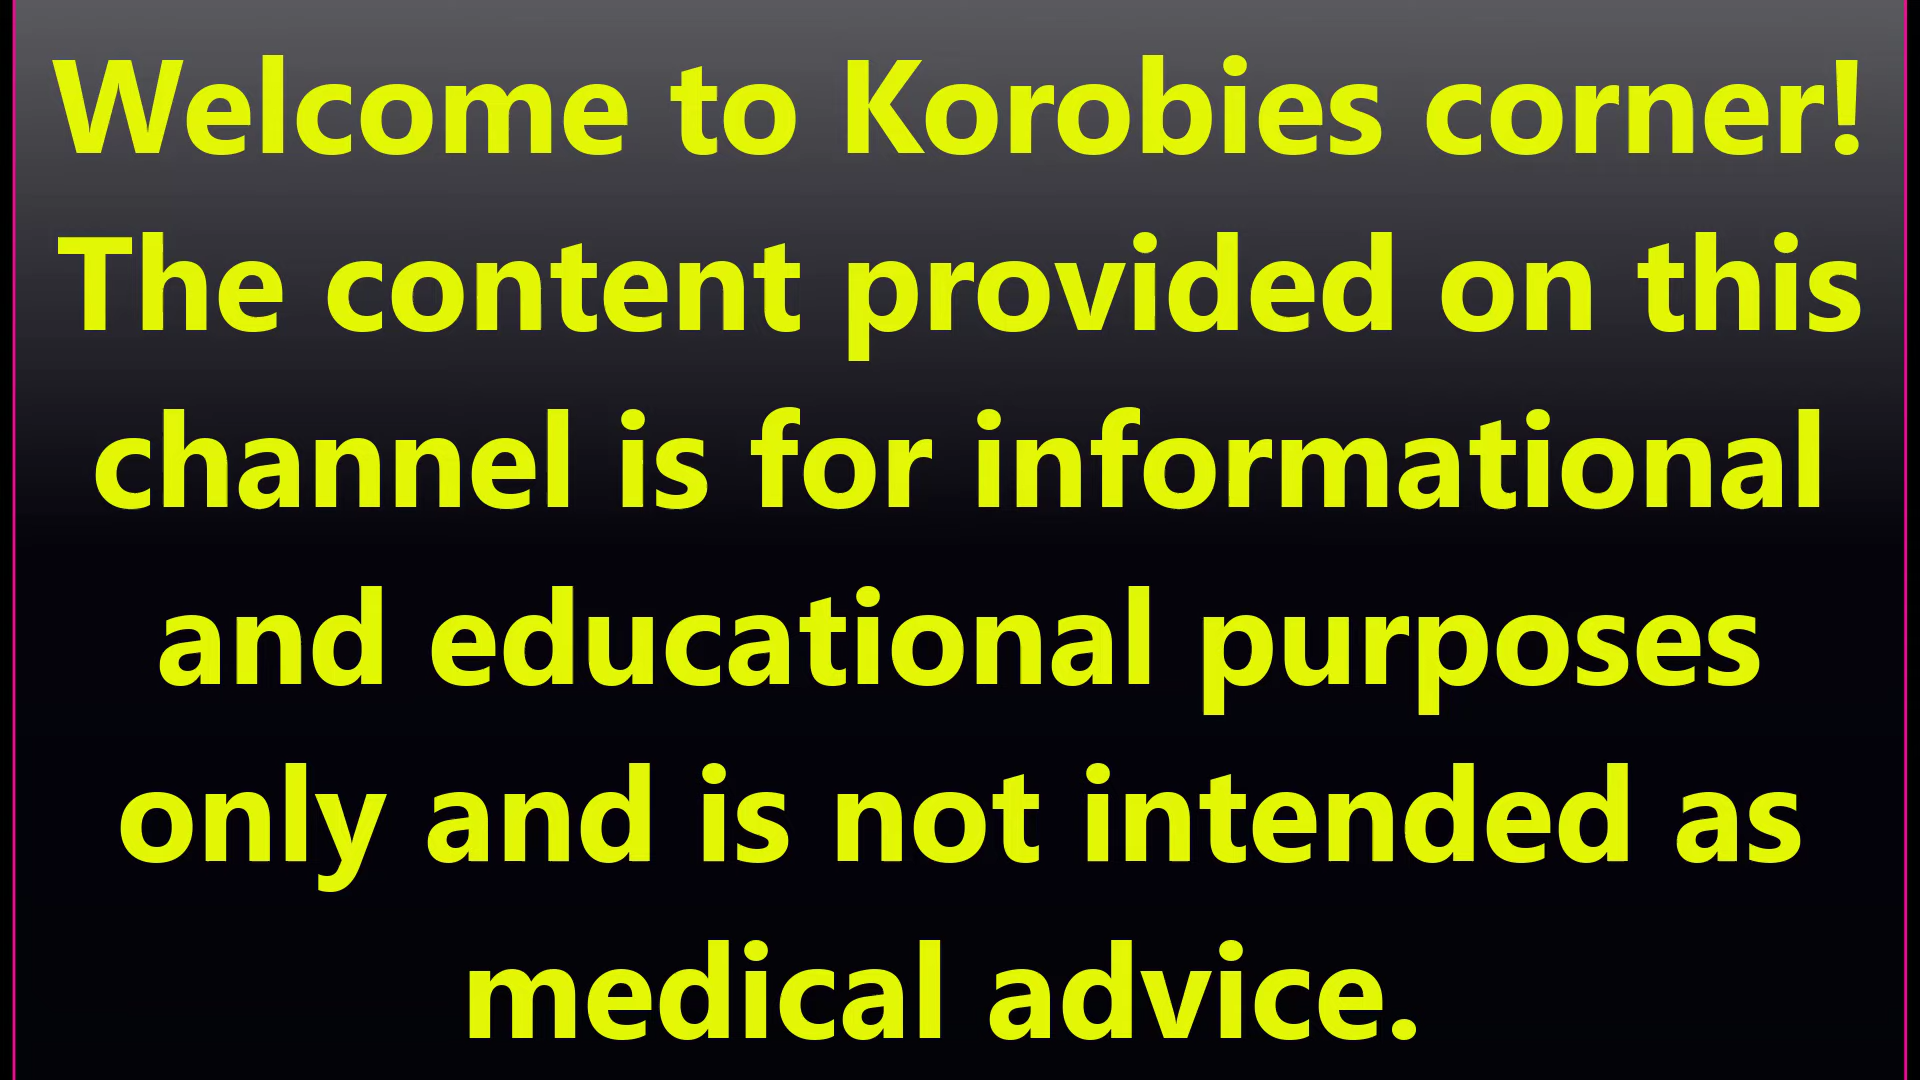 Welcome to Korobies corner!
The content provided on this
channel is for informational
and educational purposes
only and is not intended as
medical advice.